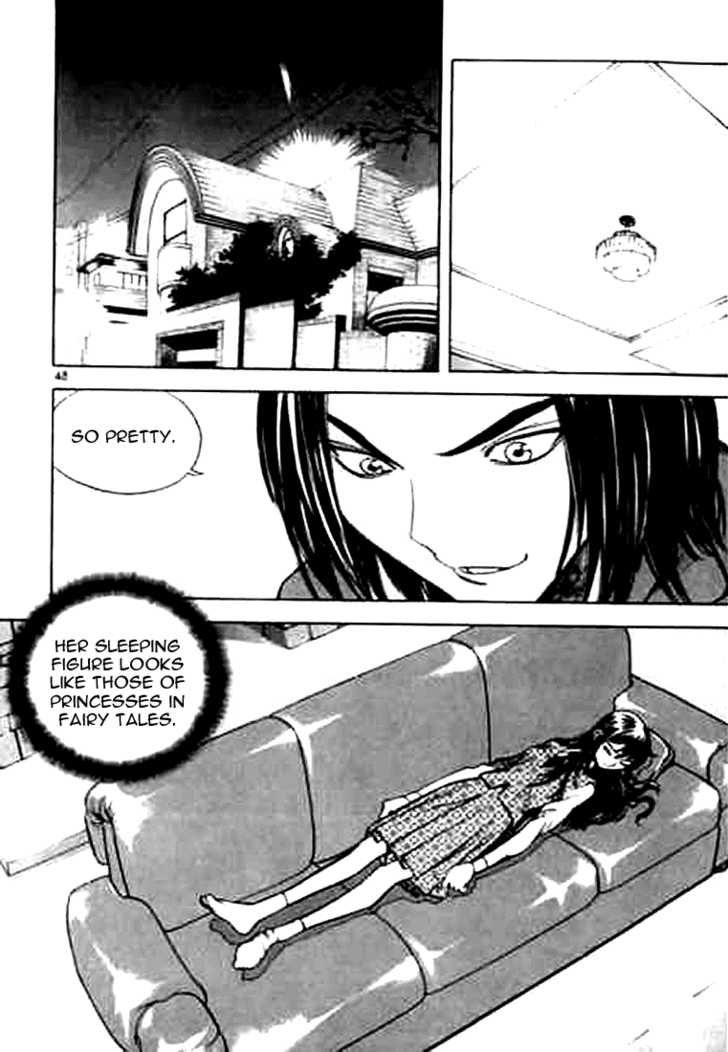 48
SO PRETTY.
HER SLEEPING
FIGURE LOOKS
LIKE THOSE OF
PRINCESSES IN
FAIRY TALES.